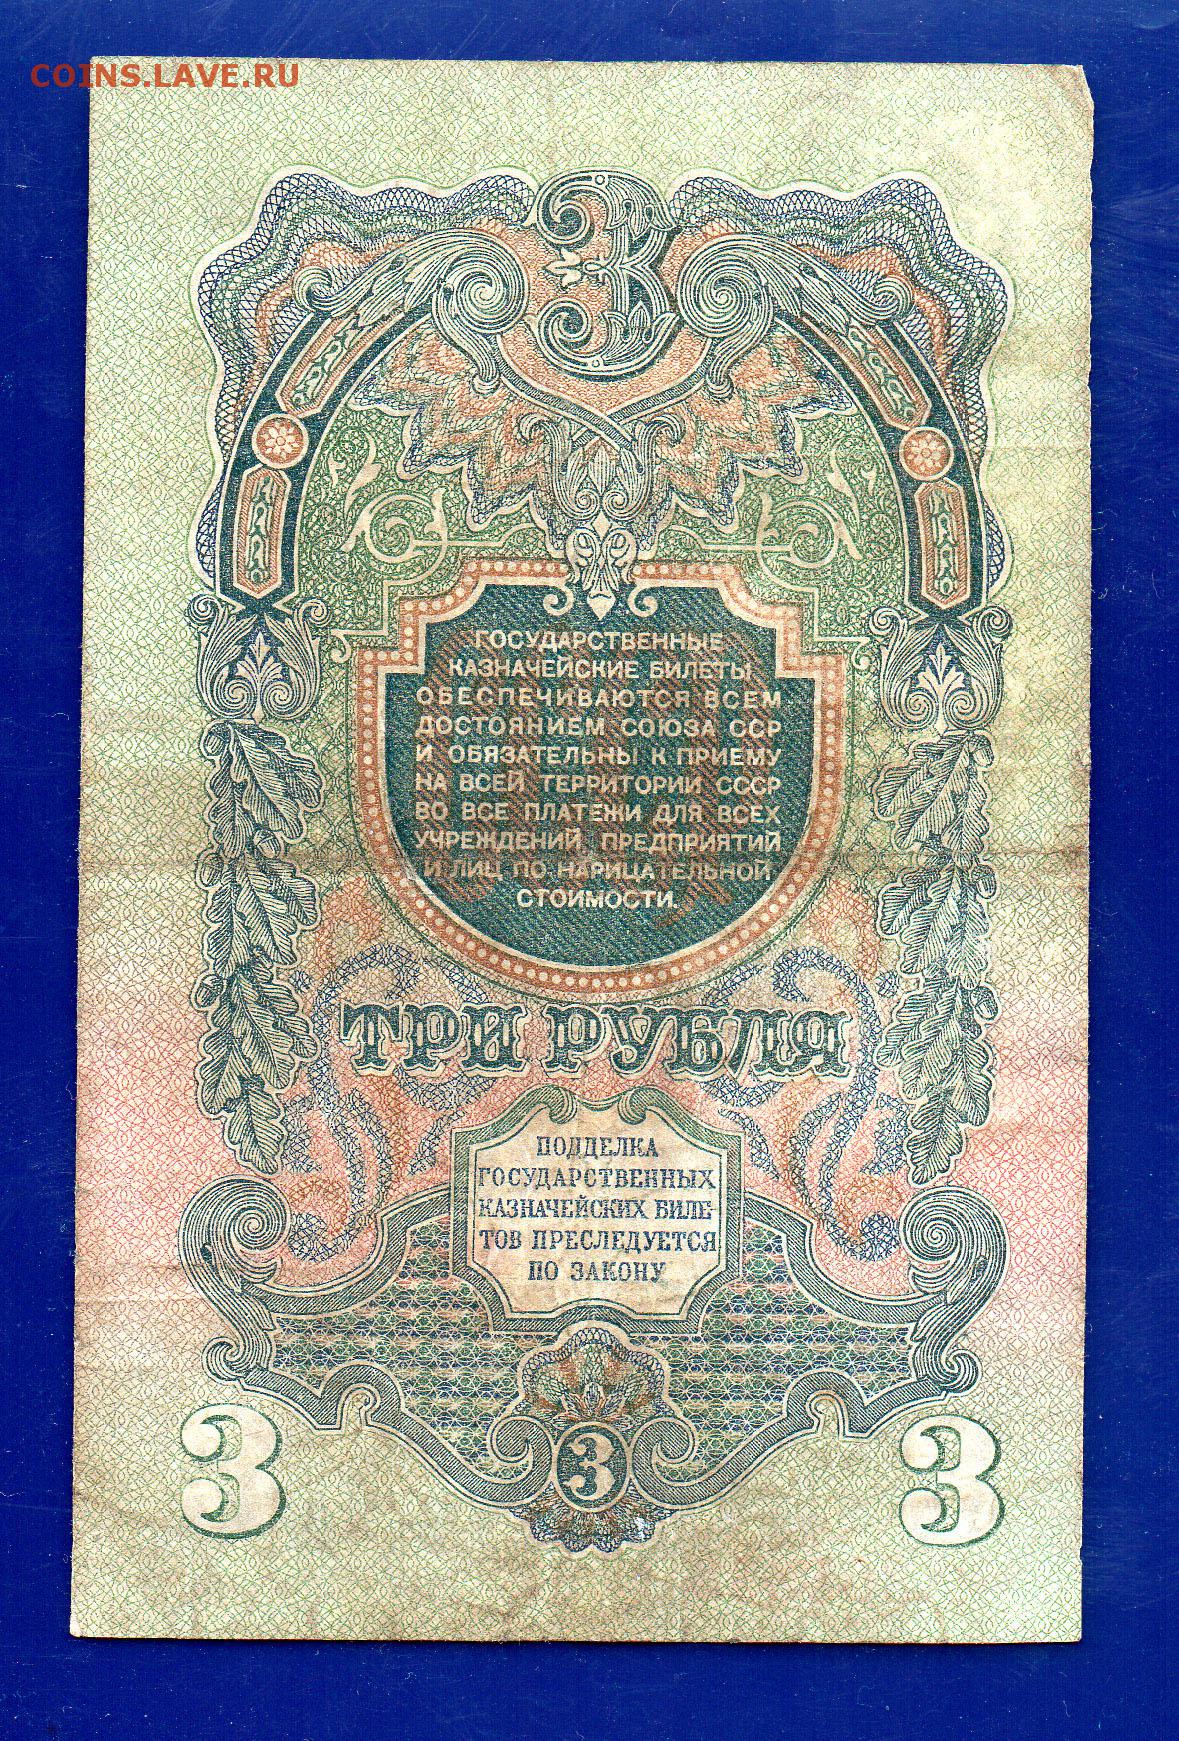 COINS.LAVE.RU
3
ГОСУДАРСТВЕННЫЕ
КАЗНАЧЕЙСКИЕ БИЛЕТЫ
ОБЕСПЕЧИВАЮТСЯ ВСЕМ
ДОСТОЯНИЕМ СОЮЗА ССР
И ОБЯЗАТЕЛЬНЫ К ПРИЕМУ
НА ВСЕЙ ТЕРРИТОРИИ СССР
ВО ВСЕ ПЛАТЕЖИ ДЛЯ ВСЕХ
УЧРЕЖДЕНИЙ, ПРЕДПРИЯТИЙ
И ЛИЦ ПО НАРИЦАТЕЛЬНОЙ
СТОИМОСТИ.
ТРИ РУБЛЯ
ПОДДЕЛКА
ГОСУДАРСТВЕННЫХ
КАЗНАЧЕЙСКИХ БИЛЕ-
ТОВ ПРЕСЛЕДУЕТСЯ
ПО ЗАКОНУ
3 3 3